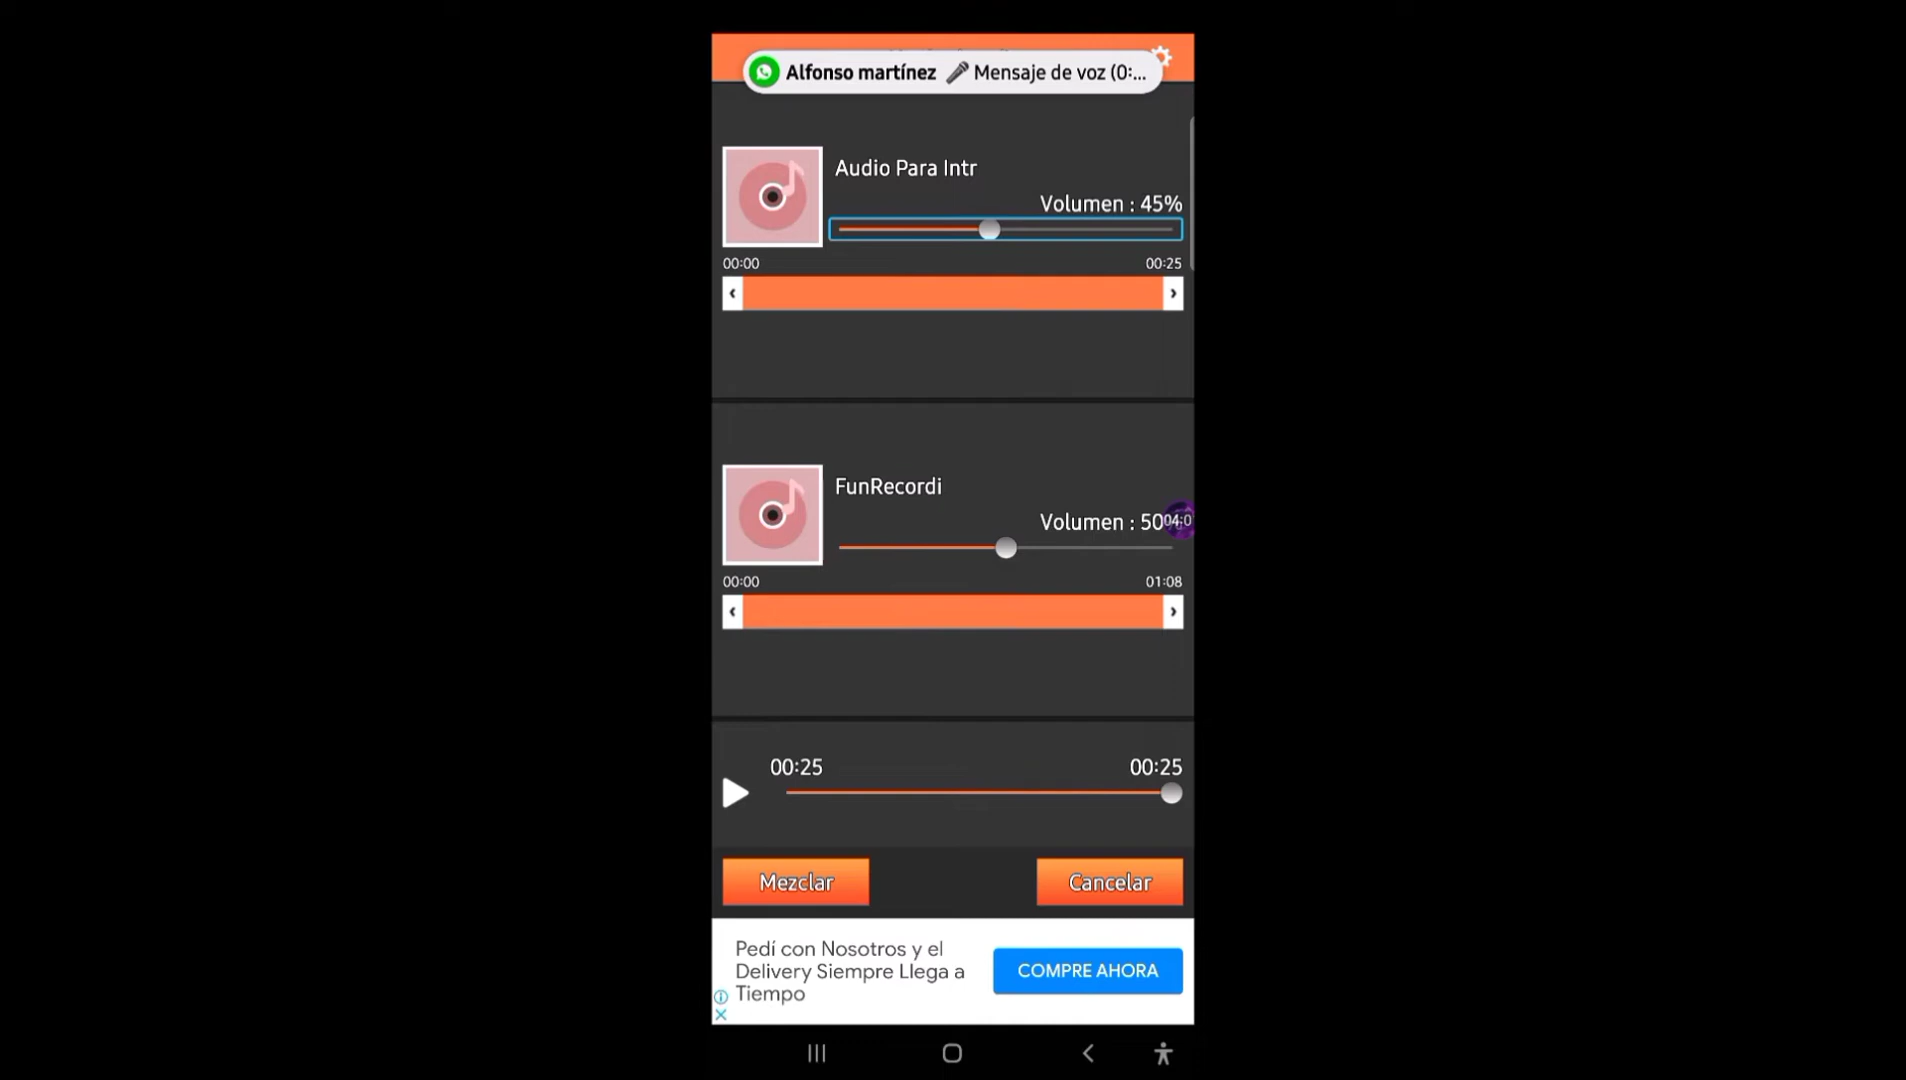 Alfonso martínez 🎤 Mensaje de voz (0:...
Audio Para Intr
Volumen : 45%
00:00
00:25
‹
›
FunRecordi
Volumen : 50
04:0
00:00
01:08
‹
›
00:25
00:25
Mezclar
Cancelar
Pedí con Nosotros y el
Delivery Siempre Llega a
Tiempo
COMPRE AHORA